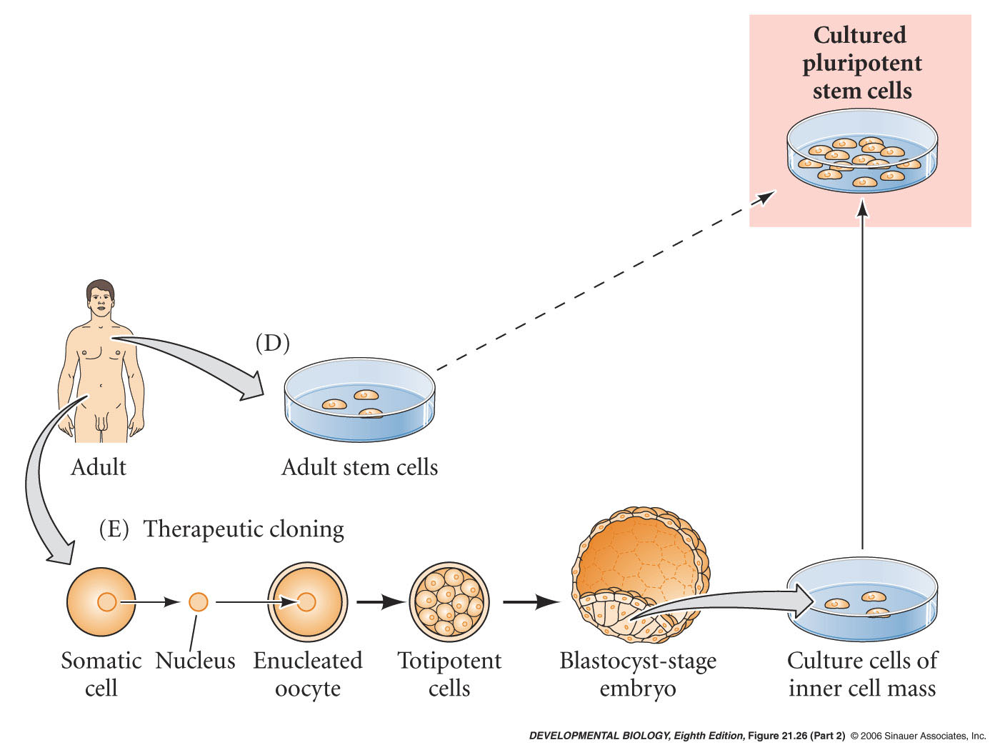 Cultured
pluripotent
stem cells
(D)
Adult
Adult stem cells
(E) Therapeutic cloning
Somatic
cell
Nucleus
Enucleated
oocyte
Totipotent
cells
Blastocyst-stage
embryo
Culture cells of
inner cell mass
DEVELOPMENTAL BIOLOGY, Eighth Edition, Figure 21.26 (Part 2) © 2006 Sinauer Associates, Inc.